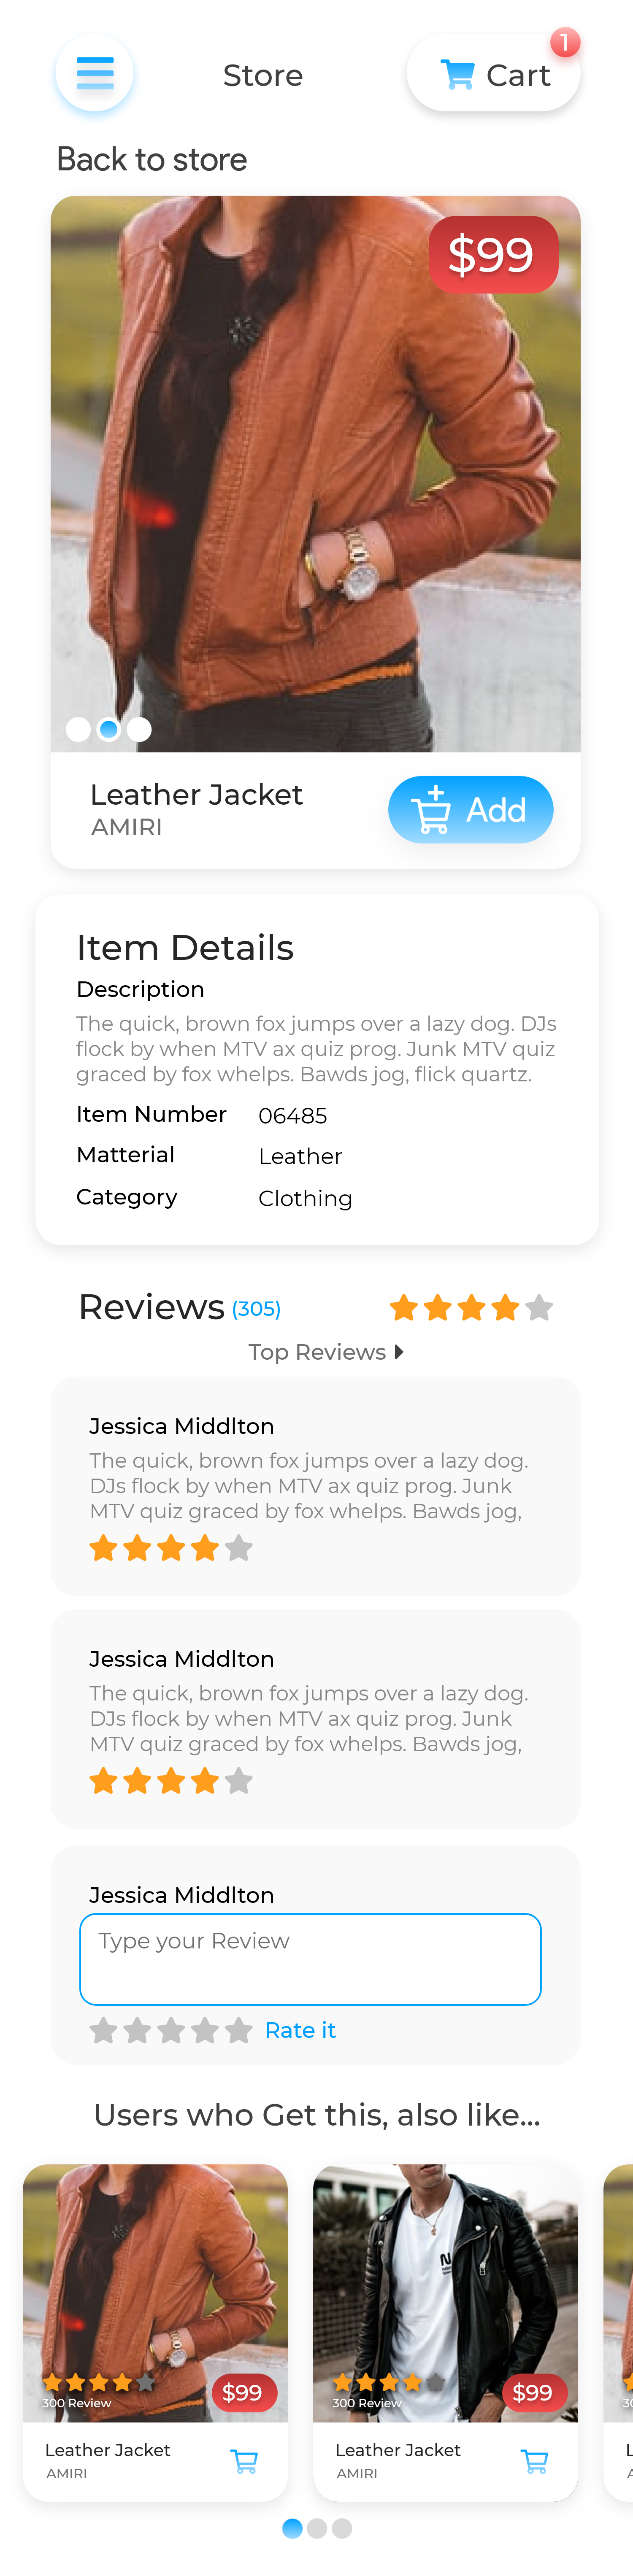 Store
1
Cart
Back to store
$99
Leather Jacket
AMIRI
Add
Item Details
Description
The quick, brown fox jumps over a lazy dog. DJs
flock by when MTV ax quiz prog. Junk MTV quiz
graced by fox whelps. Bawds jog, flick quartz.
Item Number 06485
Matterial Leather
Category Clothing
Reviews (305)
Top Reviews
Jessica Middlton
The quick, brown fox jumps over a lazy dog.
DJs flock by when MTV ax quiz prog. Junk
MTV quiz graced by fox whelps. Bawds jog,
Jessica Middlton
The quick, brown fox jumps over a lazy dog.
DJs flock by when MTV ax quiz prog. Junk
MTV quiz graced by fox whelps. Bawds jog,
Jessica Middlton
Type your Review
Rate it
Users who Get this, also like...
300 Review
$99
Leather Jacket
AMIRI
N
300 Review
$99
Leather Jacket
AMIRI